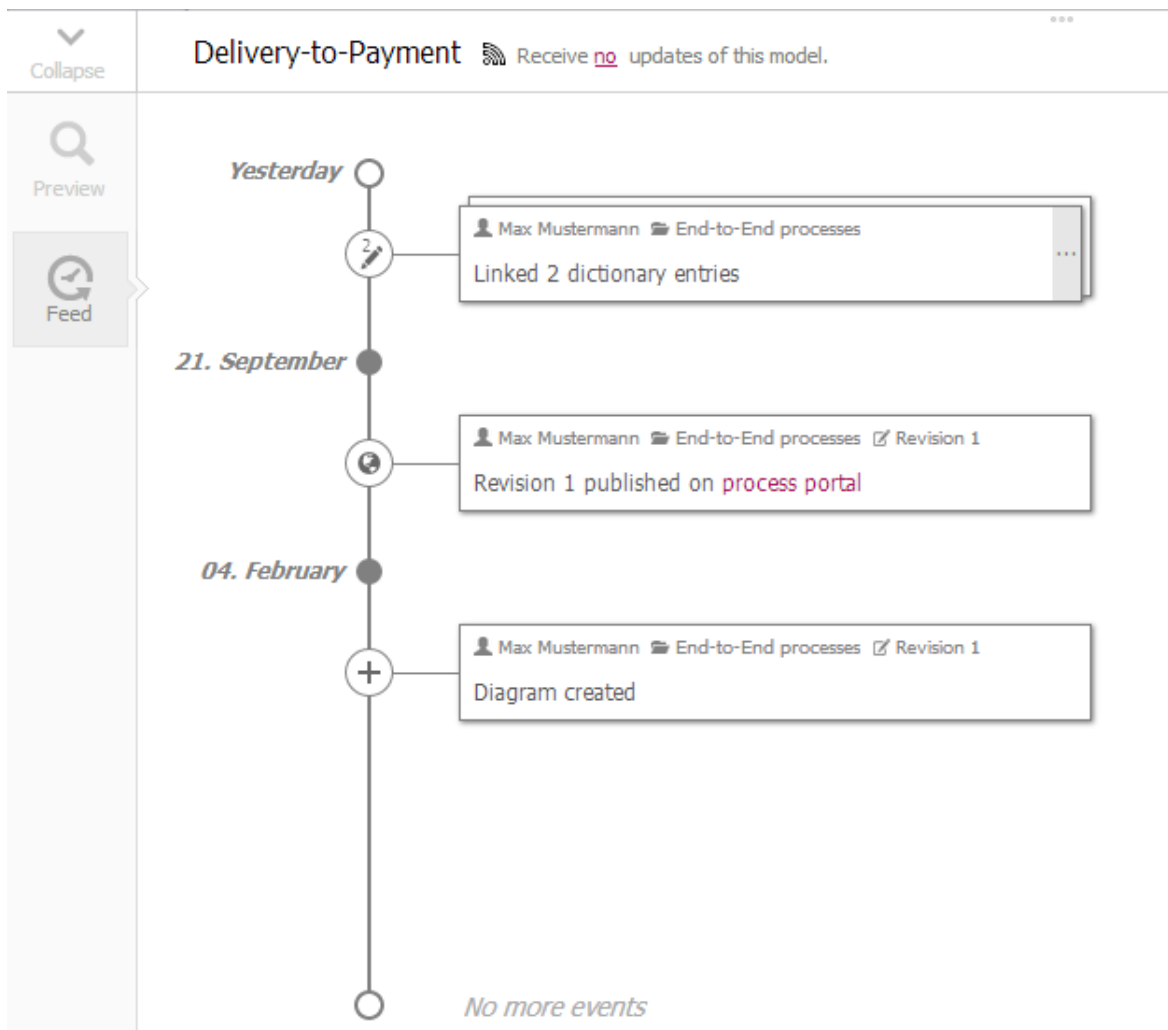 Collapse
Delivery-to-Payment Receive no updates of this model.
Preview
Feed
Yesterday
2
Max Mustermann End-to-End processes
Linked 2 dictionary entries
...
21. September
Max Mustermann End-to-End processes Revision 1
Revision 1 published on process portal
04. February
Max Mustermann End-to-End processes Revision 1
Diagram created
No more events